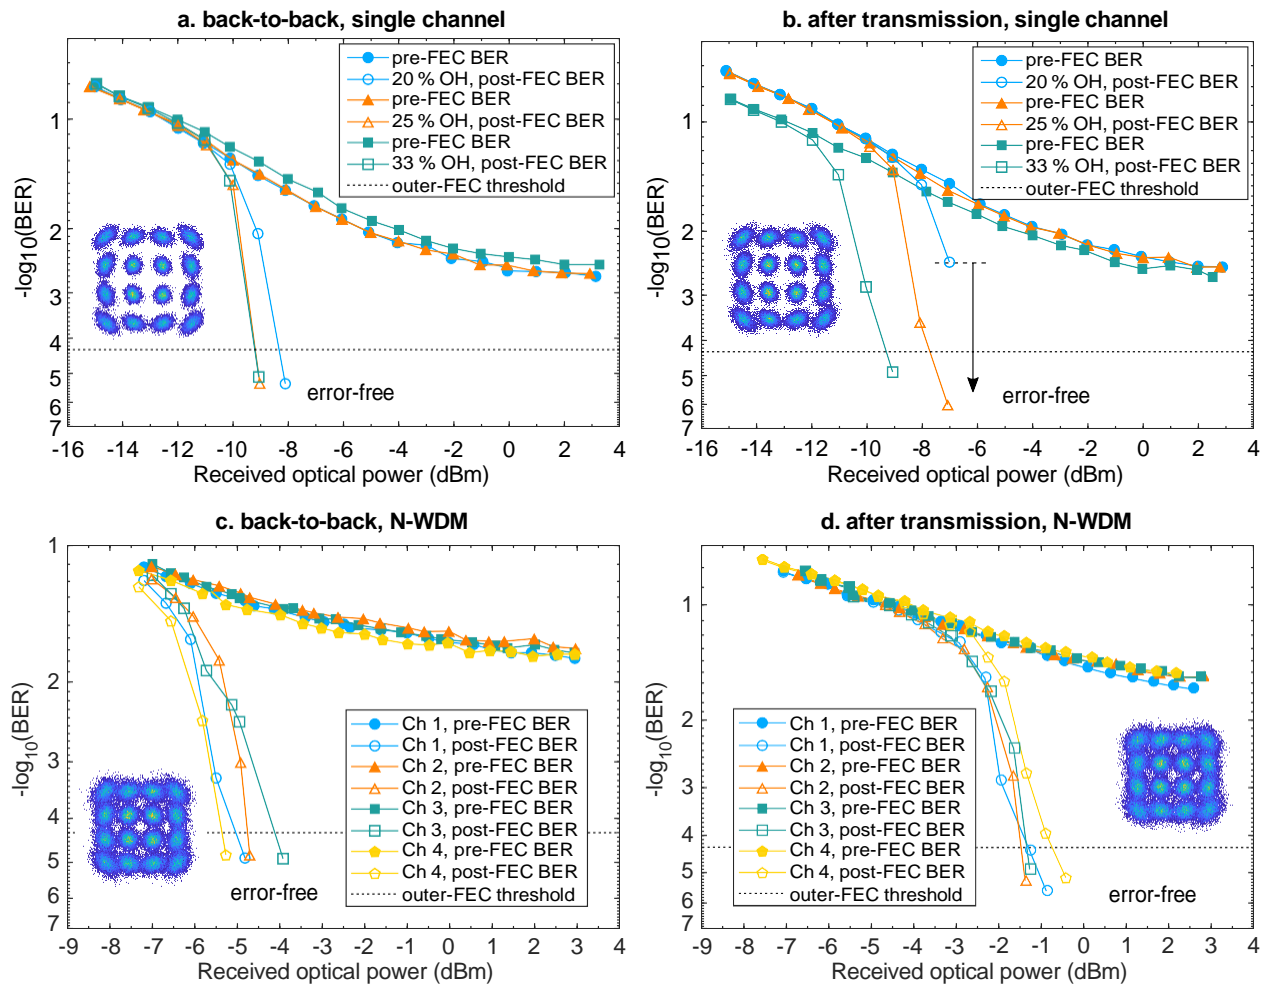 a. back-to-back, single channel
-log10(BER)
1
2
3
4
5
6
7
pre-FEC BER
20 % OH, post-FEC BER
pre-FEC BER
25 % OH, post-FEC BER
pre-FEC BER
33 % OH, post-FEC BER
outer-FEC threshold
error-free
-16 -14 -12 -10 -8 -6 -4 -2 0 2 4
Received optical power (dBm)
b. after transmission, single channel
-log10(BER)
1
2
3
4
5
6
7
pre-FEC BER
20 % OH, post-FEC BER
pre-FEC BER
25 % OH, post-FEC BER
pre-FEC BER
33 % OH, post-FEC BER
outer-FEC threshold
error-free
-16 -14 -12 -10 -8 -6 -4 -2 0 2 4
Received optical power (dBm)
c. back-to-back, N-WDM
-log10(BER)
1
2
3
4
5
6
7
Ch 1, pre-FEC BER
Ch 1, post-FEC BER
Ch 2, pre-FEC BER
Ch 2, post-FEC BER
Ch 3, pre-FEC BER
Ch 3, post-FEC BER
Ch 4, pre-FEC BER
Ch 4, post-FEC BER
outer-FEC threshold
error-free
-9 -8 -7 -6 -5 -4 -3 -2 -1 0 1 2 3 4
Received optical power (dBm)
d. after transmission, N-WDM
-log10(BER)
1
2
3
4
5
6
7
Ch 1, pre-FEC BER
Ch 1, post-FEC BER
Ch 2, pre-FEC BER
Ch 2, post-FEC BER
Ch 3, pre-FEC BER
Ch 3, post-FEC BER
Ch 4, pre-FEC BER
Ch 4, post-FEC BER
outer-FEC threshold
error-free
-9 -8 -7 -6 -5 -4 -3 -2 -1 0 1 2 3 4
Received optical power (dBm)